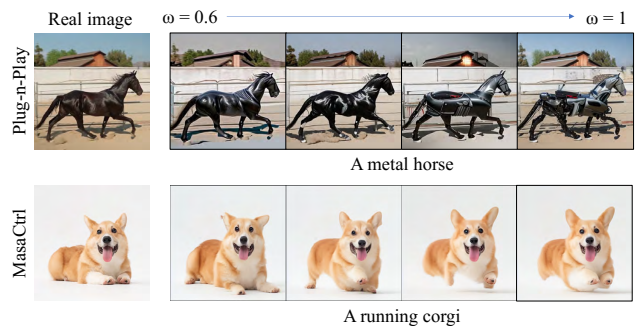 Real image
ω = 0.6
ω = 1
Plug-n-Play
A metal horse
MasaCtrl
A running corgi